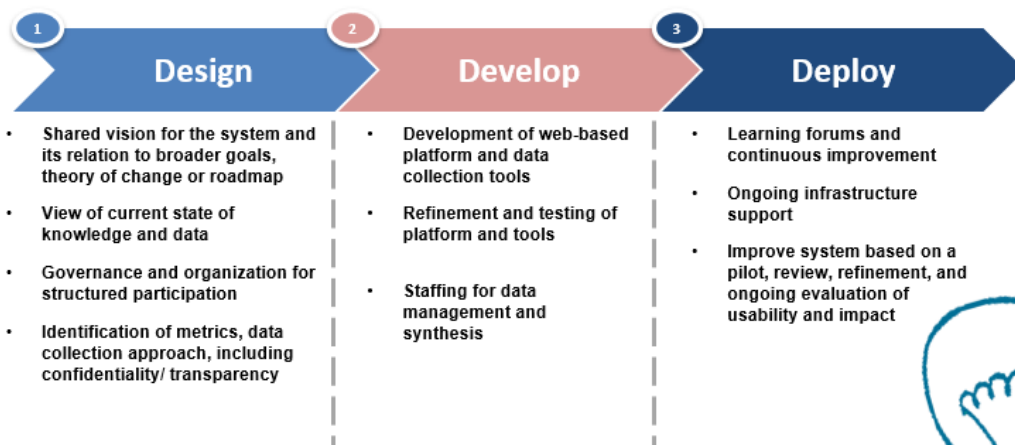 1
Design
• Shared vision for the system and
its relation to broader goals,
theory of change or roadmap
• View of current state of
knowledge and data
• Governance and organization for
structured participation
• Identification of metrics, data
collection approach, including
confidentiality/ transparency
2
Develop
• Development of web-based
platform and data
collection tools
• Refinement and testing of
platform and tools
• Staffing for data
management and
synthesis
3
Deploy
• Learning forums and
continuous improvement
• Ongoing infrastructure
support
• Improve system based on a
pilot, review, refinement, and
ongoing evaluation of
usability and impact